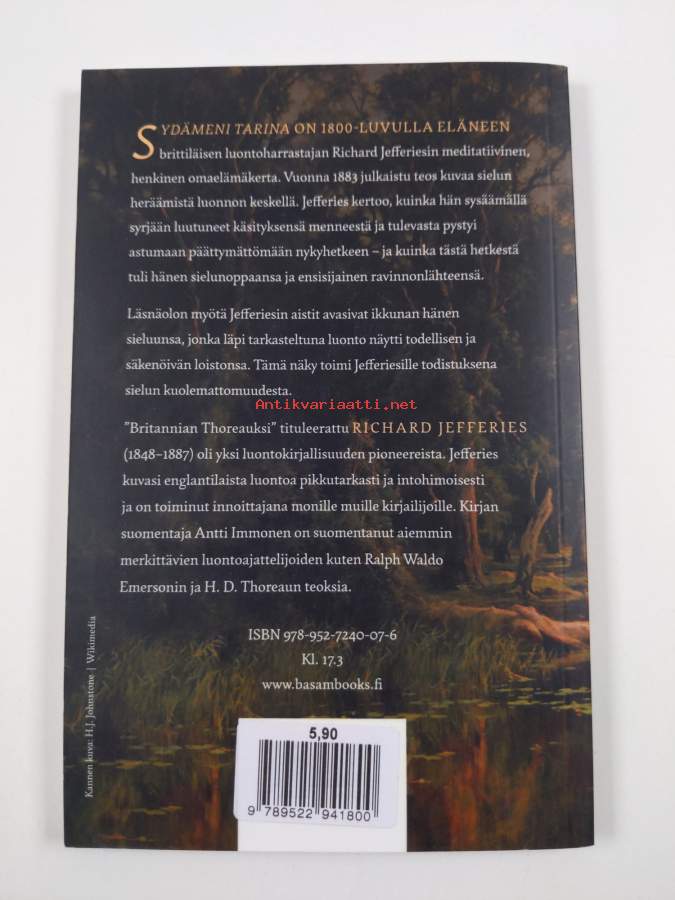 SYDÄMENI TARINA ON 1800-LUVULLA ELÄNEEN
brittiläisen luontoharrastajan Richard Jefferiesin meditatiivinen,
henkinen omaelämäkerta. Vuonna 1883 julkaistu teos kuvaa sielun
heräämistä luonnon keskellä. Jefferies kertoo, kuinka hän sysäämällä
syrjään luutuneet käsityksensä menneestä ja tulevasta pystyi
astumaan päättymättömään nykyhetkeen – ja kuinka tästä hetkestä
tuli hänen sielunoppaansa ja ensisijainen ravinnonlähteensä.
Läsnäolon myötä Jefferiesin aistit avasivat ikkunan hänen
sieluunsa, jonka läpi tarkasteltuna luonto näytti todellisen ja
säkenöivän loistonsa. Tämä näky toimi Jefferiesille todistuksena
sielun kuolemattomuudesta.
Antikvariaatti.net
”Britannian Thoreauksi” tituleerattu RICHARD JEFFERIES
(1848–1887) oli yksi luontokirjallisuuden pioneereista. Jefferies
kuvasi englantilaista luontoa pikkutarkasti ja intohimoisesti
ja on toiminut innoittajana monille muille kirjailijoille. Kirjan
suomentaja Antti Immonen on suomentanut aiemmin
merkittävien luontoajattelijoiden kuten Ralph Waldo
Emersonin ja H. D. Thoreaun teoksia.
ISBN 978-952-7240-07-6
Kl. 17.3
www.basambooks.fi
Kannen kuva: H.J. Johnstone | Wikimedia
5,90
9 789522 941800